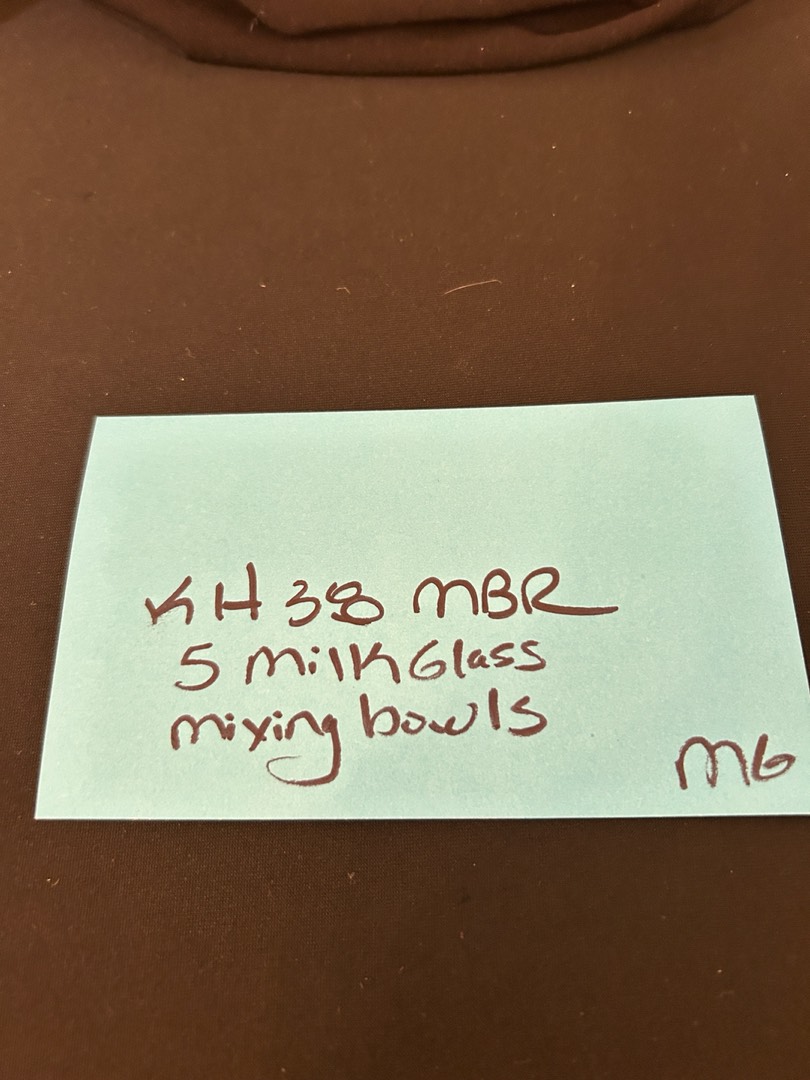 KH 38 MBR
5 Milk Glass
mixing bowls
MG